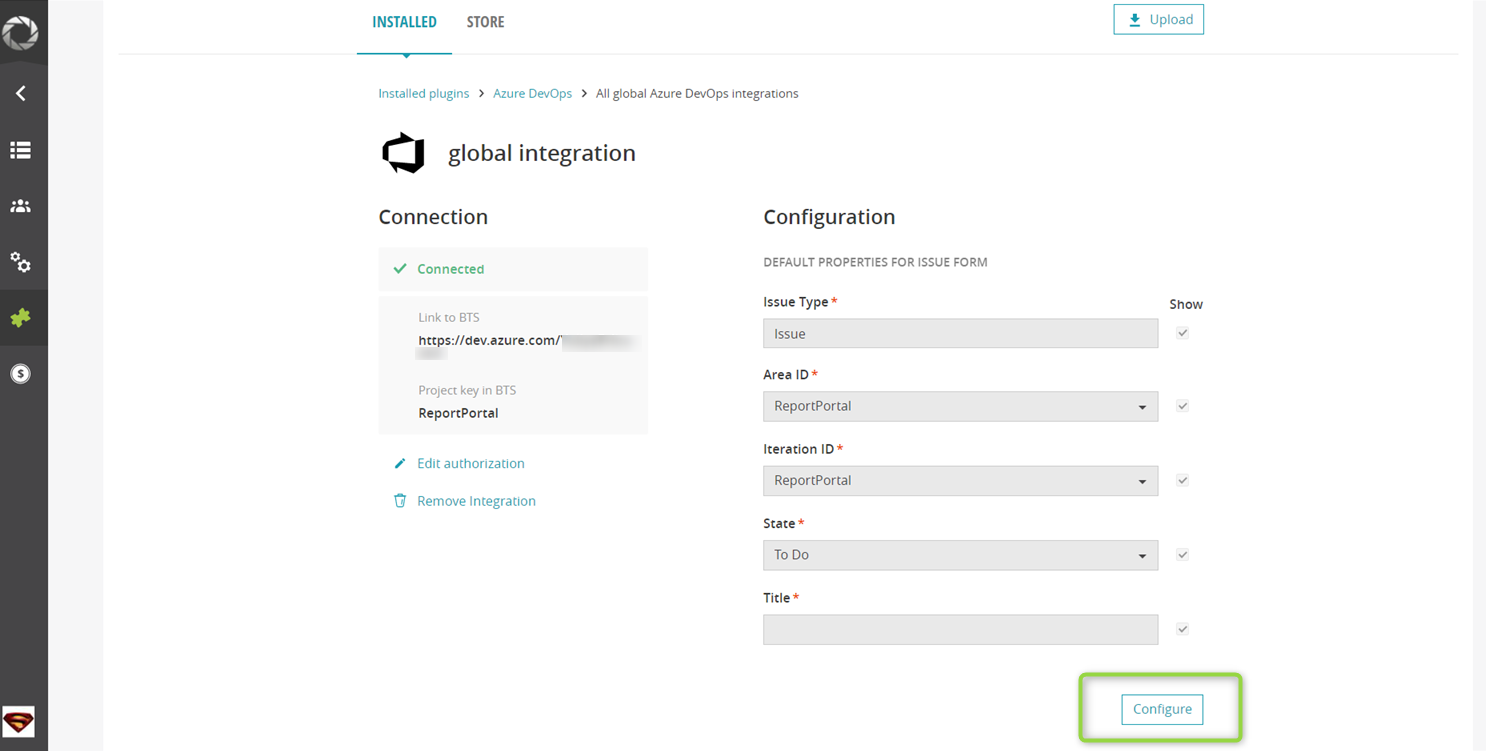 INSTALLED STORE
Upload
Installed plugins > Azure DevOps > All global Azure DevOps integrations
global integration
Connection
Connected
Link to BTS
https://dev.azure.com/
Project key in BTS
ReportPortal
Edit authorization
Remove Integration
Configuration
DEFAULT PROPERTIES FOR ISSUE FORM
Issue Type*
Show
Issue
Area ID*
ReportPortal
Iteration ID*
ReportPortal
State*
To Do
Title*
Configure